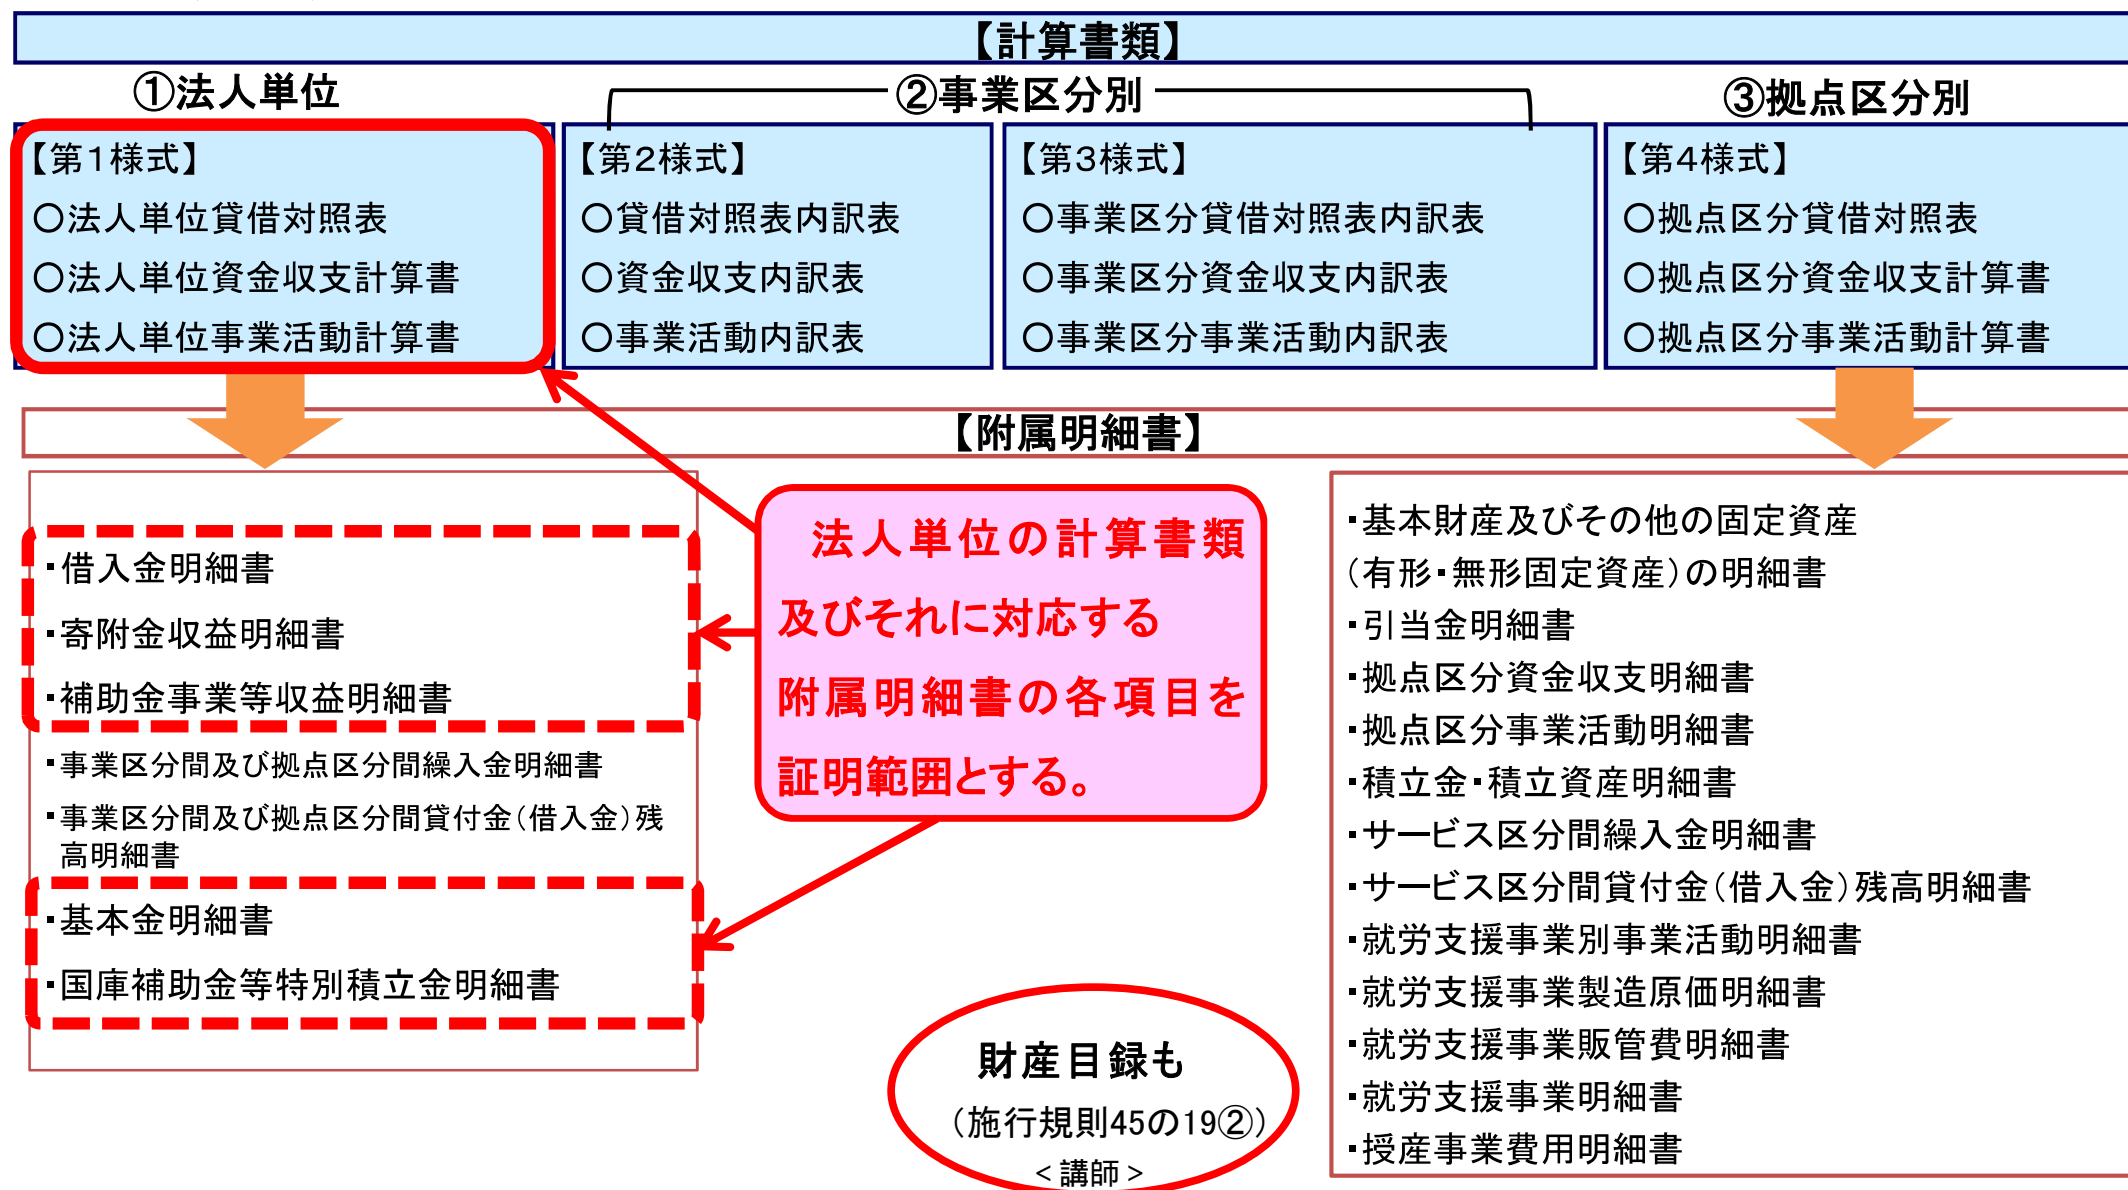 【計算書類】
①法人単位
②事業区分別
③拠点区分別
【第1様式】
○法人単位貸借対照表
○法人単位資金収支計算書
○法人単位事業活動計算書
【第2様式】
○貸借対照表内訳表
○資金収支内訳表
○事業活動内訳表
【第3様式】
○事業区分貸借対照表内訳表
○事業区分資金収支内訳表
○事業区分事業活動内訳表
【第4様式】
○拠点区分貸借対照表
○拠点区分資金収支計算書
○拠点区分事業活動計算書
【附属明細書】
・借入金明細書
・寄附金収益明細書
・補助金事業等収益明細書
・事業区分間及び拠点区分間繰入金明細書
・事業区分間及び拠点区分間貸付金(借入金)残
高明細書
・基本金明細書
・国庫補助金等特別積立金明細書
法人単位の計算書類
及びそれに対応する
附属明細書の各項目を
証明範囲とする。
財産目録も
(施行規則45の19②)
<講師>
・基本財産及びその他の固定資産
(有形・無形固定資産)の明細書
・引当金明細書
・拠点区分資金収支明細書
・拠点区分事業活動明細書
・積立金・積立資産明細書
・サービス区分間繰入金明細書
・サービス区分間貸付金(借入金)残高明細書
・就労支援事業別事業活動明細書
・就労支援事業製造原価明細書
・就労支援事業販管費明細書
・就労支援事業明細書
・授産事業費用明細書